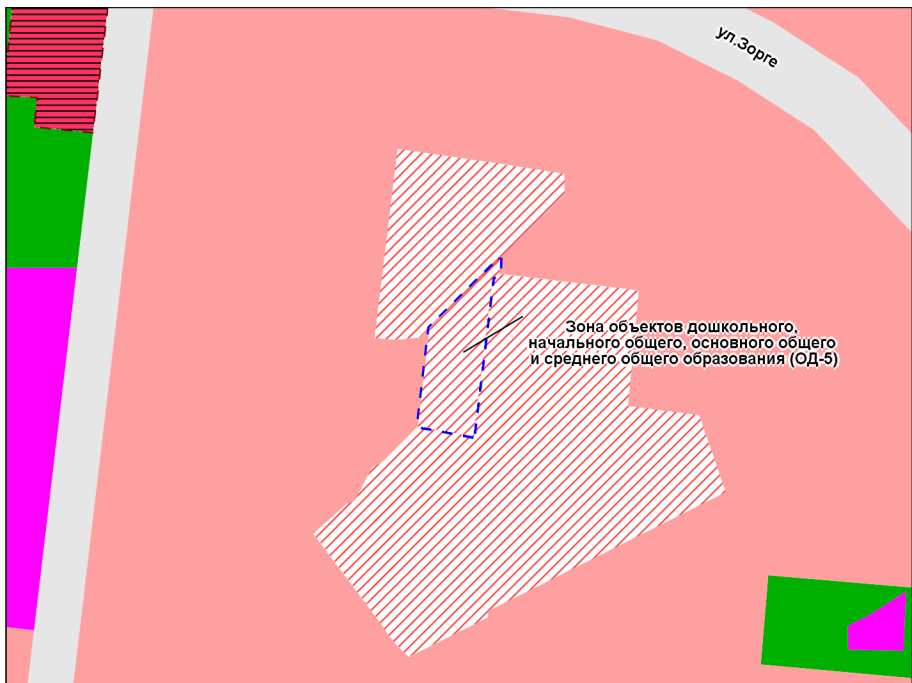 ул.Зорге
Зона объектов дошкольного,
начального общего, основного общего
и среднего общего образования (ОД-5)